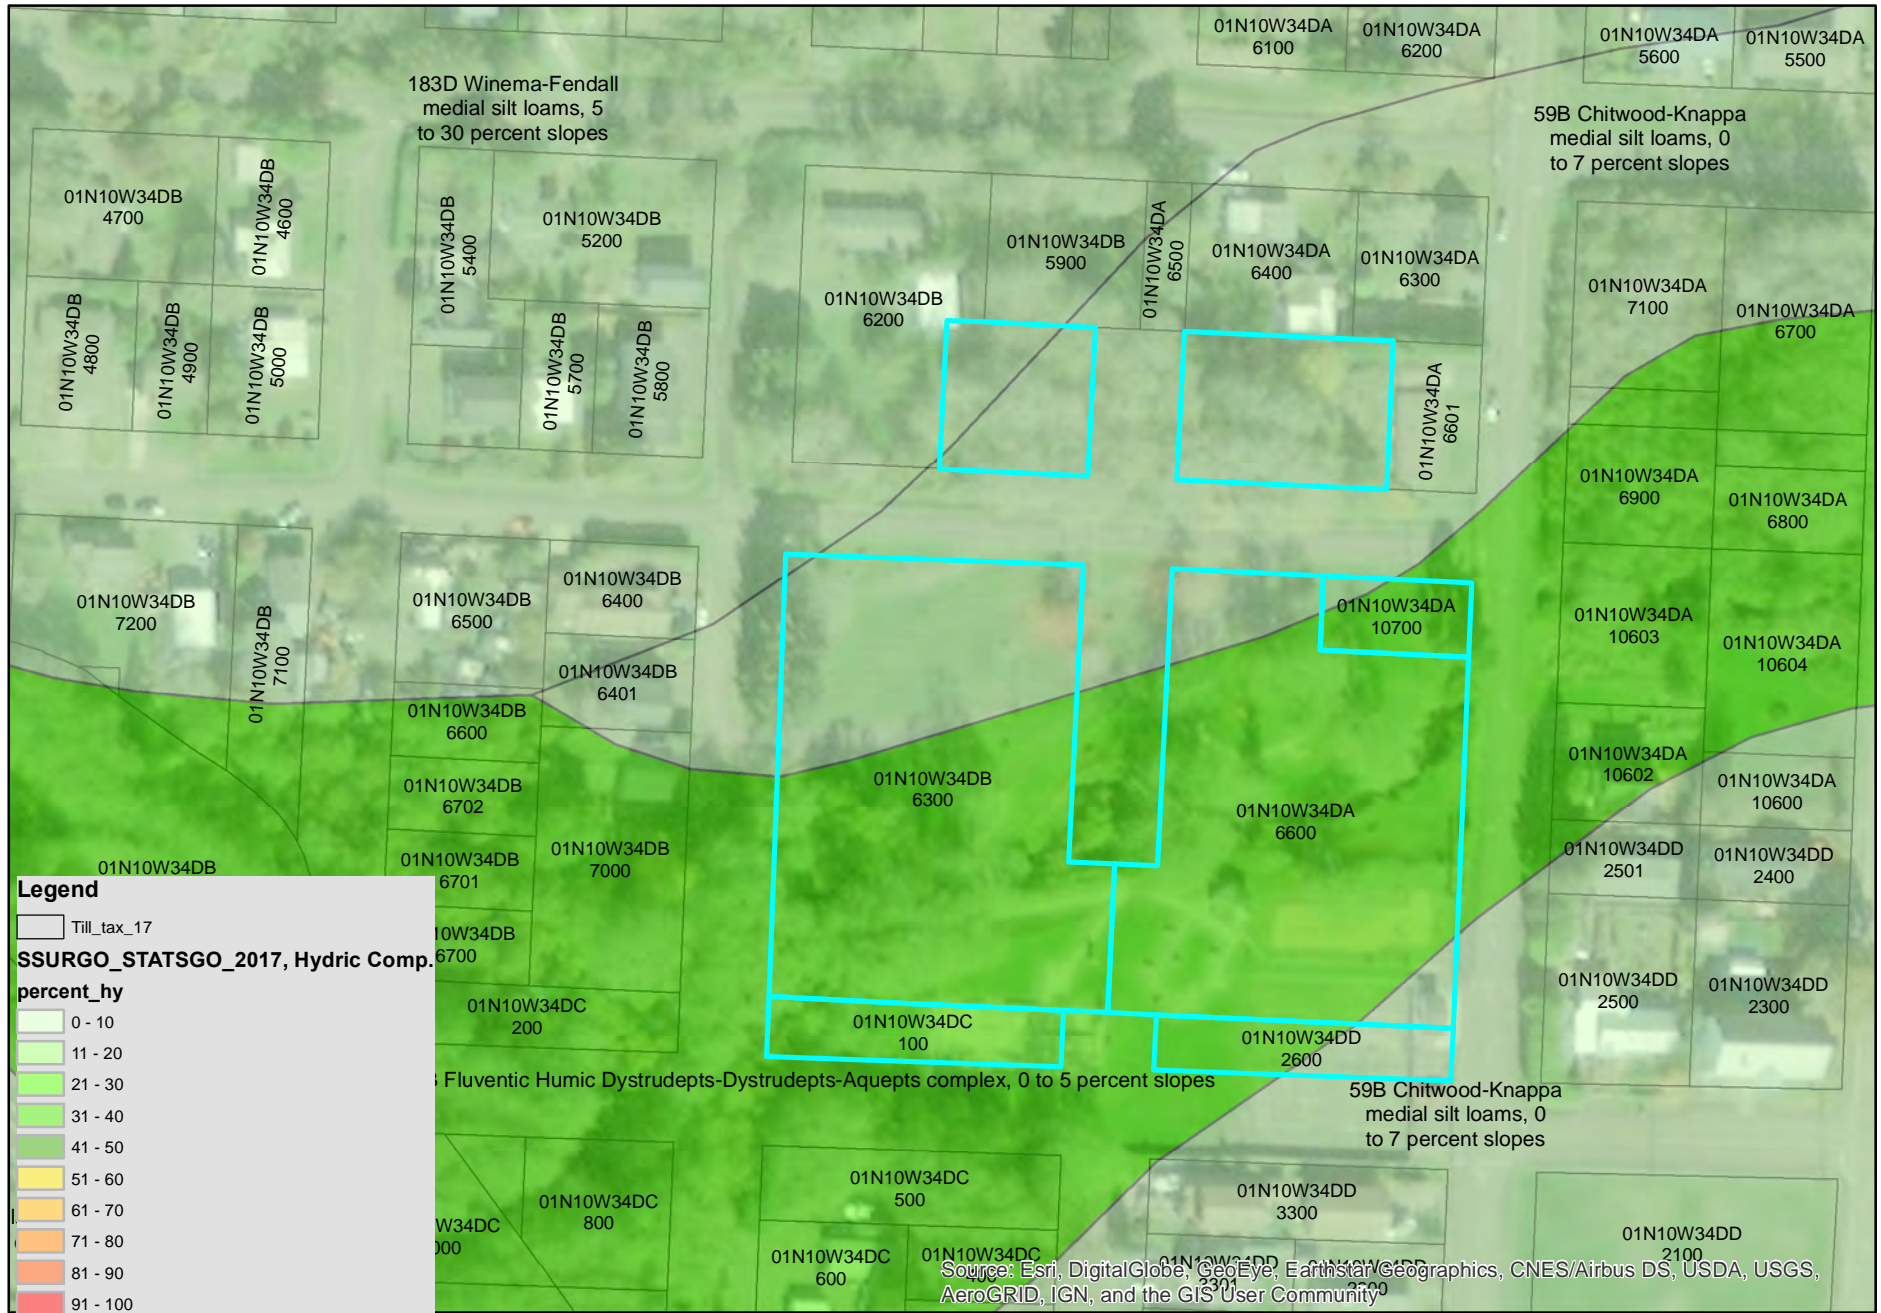 01N10W34DA
6100
01N10W34DA
6200
01N10W34DA
5600
01N10W34DA
5500
183D Winema-Fendall
medial silt loams, 5
to 30 percent slopes
59B Chitwood-Knappa
medial silt loams, 0
to 7 percent slopes
01N10W34DB
4700
01N10W34DB
4600
01N10W34DB
5400
01N10W34DB
5200
01N10W34DB
5900
01N10W34DA
6500
01N10W34DA
6400
01N10W34DA
6300
01N10W34DB
6200
01N10W34DA
7100
01N10W34DA
6700
01N10W34DB
4800
01N10W34DB
4900
01N10W34DB
5000
01N10W34DB
5700
01N10W34DB
5800
01N10W34DA
6601
01N10W34DA
6900
01N10W34DA
6800
01N10W34DB
7200
01N10W34DB
7100
01N10W34DB
6500
01N10W34DB
6400
01N10W34DB
6401
01N10W34DA
10700
01N10W34DA
10603
01N10W34DA
10604
01N10W34DB
6600
01N10W34DB
6702
01N10W34DB
6300
01N10W34DA
6600
01N10W34DA
10602
01N10W34DA
10600
01N10W34DB
01N10W34DB
6701
01N10W34DB
7000
01N10W34DD
2501
01N10W34DD
2400
10W34DB
6700
01N10W34DC
200
01N10W34DC
100
01N10W34DD
2600
01N10W34DD
2500
01N10W34DD
2300
Fluventic Humic Dystrudepts-Dystrudepts-Aquepts complex, 0 to 5 percent slopes
59B Chitwood-Knappa
medial silt loams, 0
to 7 percent slopes
W34DC
000
01N10W34DC
800
01N10W34DC
500
01N10W34DC
600
01N10W34DC
400
01N10W34DD
3300
01N10W34DD
3301
01N10W34DD
01N10W34DD
2100
Legend
Till_tax_17
SSURGO_STATSGO_2017, Hydric Comp.
percent_hy
0 - 10
11 - 20
21 - 30
31 - 40
41 - 50
51 - 60
61 - 70
71 - 80
81 - 90
91 - 100
Source: Esri, DigitalGlobe, GeoEye, Earthstar Geographics, CNES/Airbus DS, USDA, USGS,
AeroGRID, IGN, and the GIS User Community